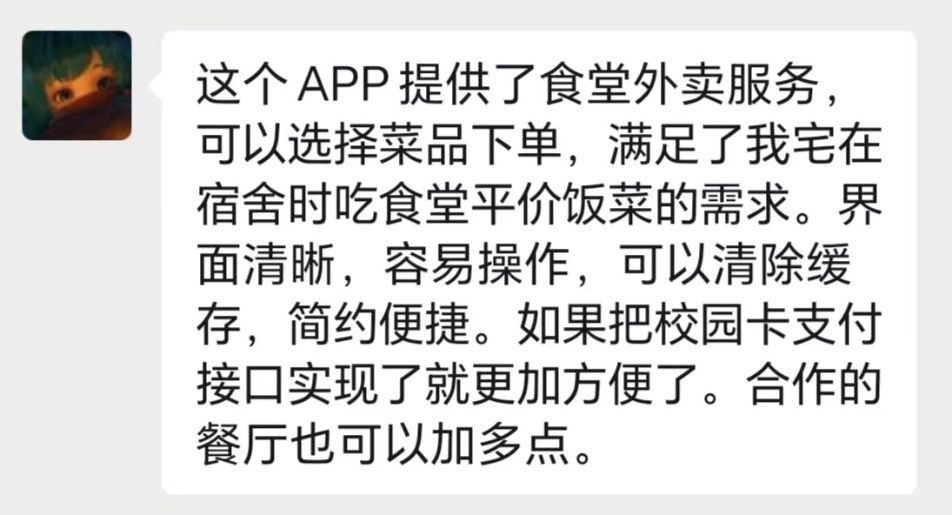 这个APP提供了食堂外卖服务，
可以选择菜品下单，满足了我宅在
宿舍时吃食堂平价饭菜的需求。界
面清晰，容易操作，可以清除缓
存，简约便捷。如果把校园卡支付
接口实现了就更加方便了。合作的
餐厅也可以加多点。